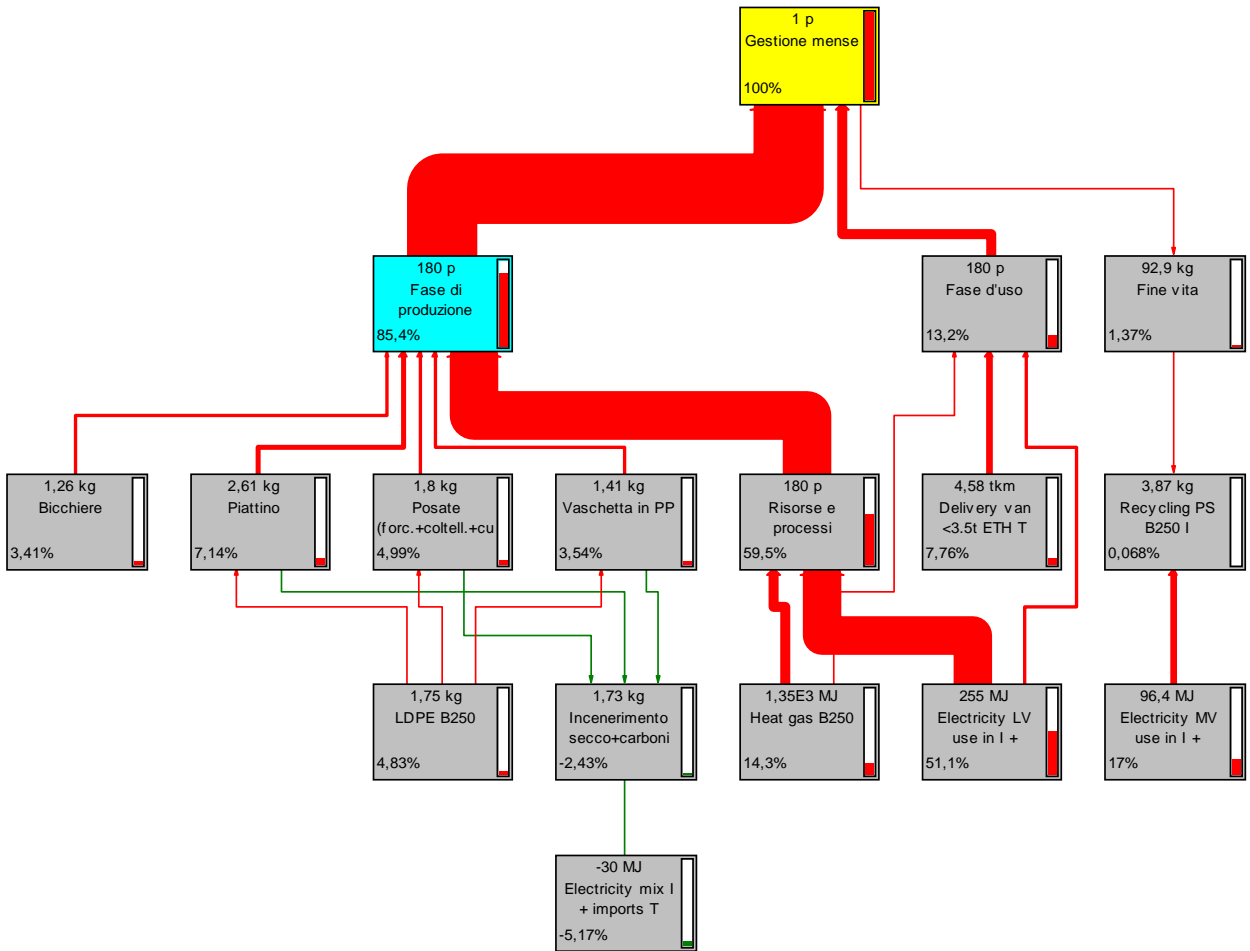 1 p
Gestione mense
100%
180 p
Fase di
produzione
85,4%
180 p
Fase d'uso
13,2%
92,9 kg
Fine vita
1,37%
1,26 kg
Bicchiere
3,41%
2,61 kg
Piattino
7,14%
1,8 kg
Posate
(forc.+coltell.+cu
4,99%
1,41 kg
Vaschetta in PP
3,54%
180 p
Risorse e
processi
59,5%
4,58 tkm
Delivery van
<3.5t ETH T
7,76%
3,87 kg
Recycling PS
B250 I
0,068%
1,75 kg
LDPE B250
4,83%
1,73 kg
Incenerimento
secco+carboni
-2,43%
1,35E3 MJ
Heat gas B250
14,3%
255 MJ
Electricity LV
use in I +
51,1%
96,4 MJ
Electricity MV
use in I +
17%
-30 MJ
Electricity mix I
+ imports T
-5,17%